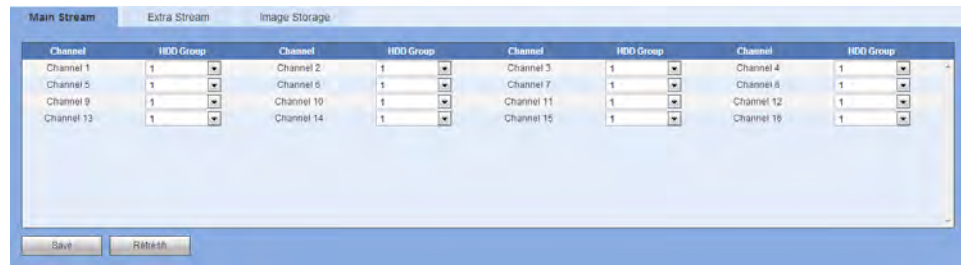 Main Stream Extra Stream Image Storage
Channel HDD Group Channel HDD Group Channel HDD Group Channel HDD Group
Channel 1 1 Channel 2 1 Channel 3 1 Channel 4 1
Channel 5 1 Channel 6 1 Channel 7 1 Channel 8 1
Channel 9 1 Channel 10 1 Channel 11 1 Channel 12 1
Channel 13 1 Channel 14 1 Channel 15 1 Channel 16 1
Save Refresh